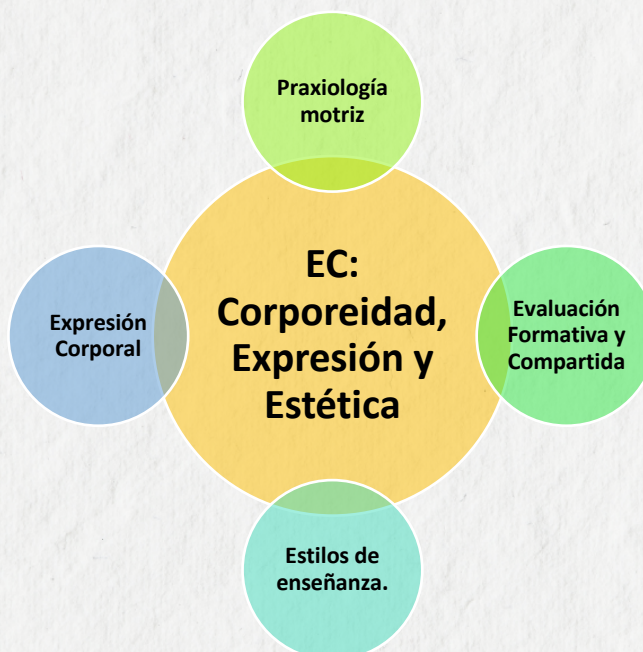 Praxiología
motriz
EC:
Corporeidad,
Expresión y
Estética
Expresión
Corporal
Evaluación
Formativa y
Compartida
Estilos de
enseñanza.